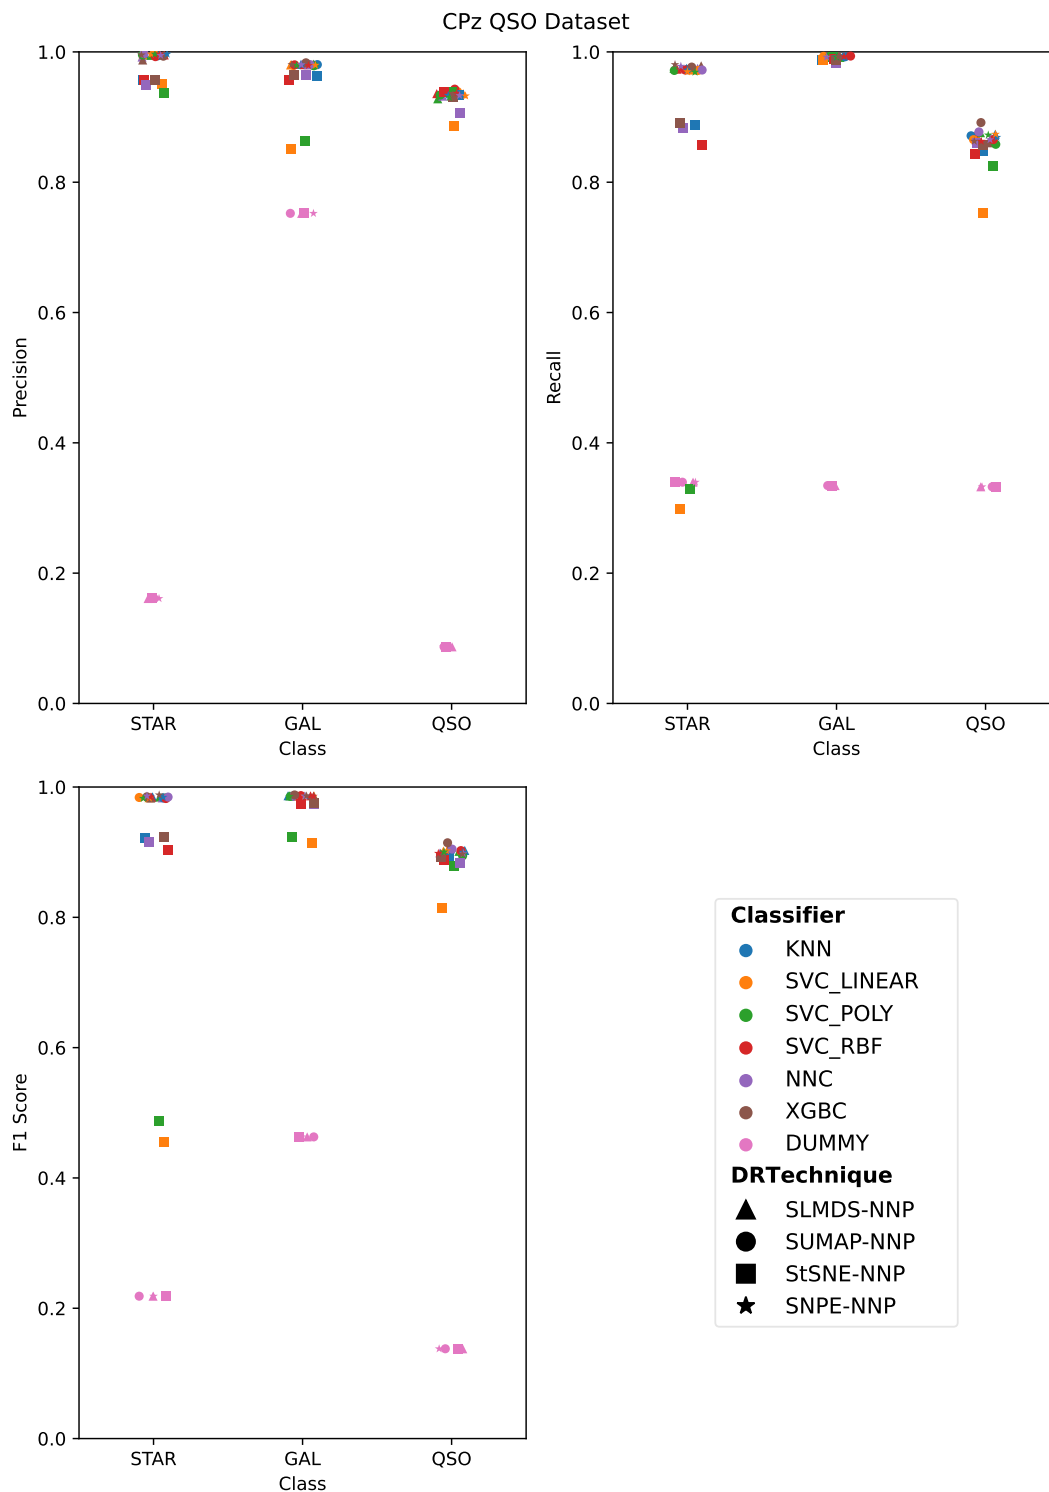 CPz QSO Dataset
1.0
0.8
0.6
0.4
0.2
0.0
Precision
STAR GAL QSO
Class
1.0
0.8
0.6
0.4
0.2
0.0
Recall
STAR GAL QSO
Class
1.0
0.8
0.6
0.4
0.2
0.0
F1 Score
STAR GAL QSO
Class
Classifier
KNN
SVC_LINEAR
SVC_POLY
SVC_RBF
NNC
XGBC
DUMMY
DRTechnique
SLMDS-NNP
SUMAP-NNP
StSNE-NNP
SNPE-NNP